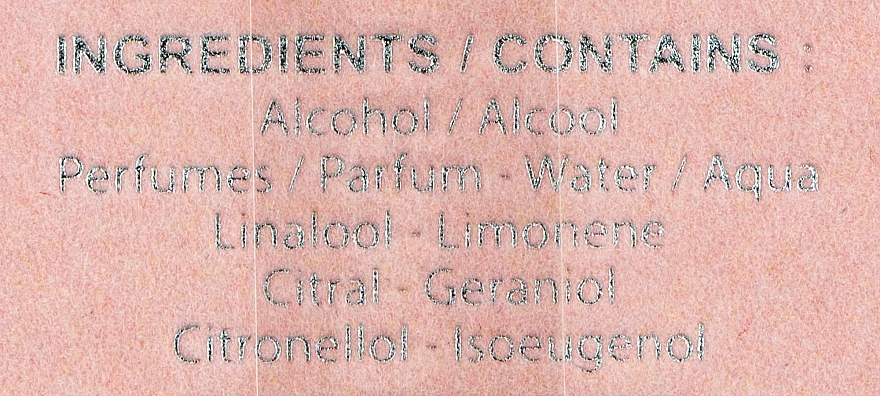 INGREDIENTS / CONTAINS :
Alcohol / Alcool
Perfumes / Parfum - Water / Aqua
Linalool - Limonene
Citral - Geraniol
Citronellol - Isoeugenol